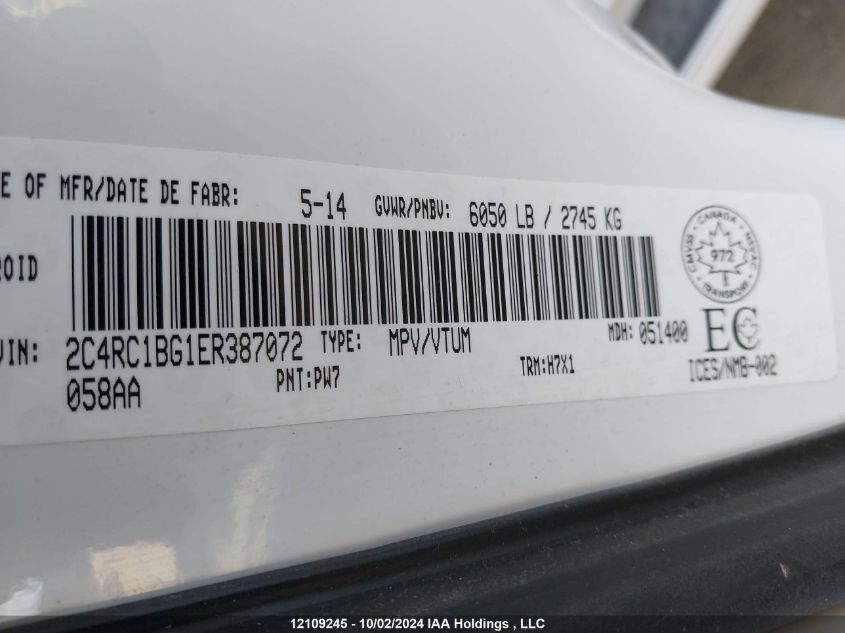 E OF MFR/DATE DE FABR: 5-14 GVWR/PNBV: 6050 LB / 2745 KG
ROID
VIN: 2C4RC1BG1ER387072 TYPE: MPV/VTUM MDH: 051400
058AA PNT:PW7 TRM:H7X1
CANADA
CMVSS NSVAC
972
TRANSPORT
EC
ICES/NMB-002
12109245 - 10/02/2024 IAA Holdings , LLC